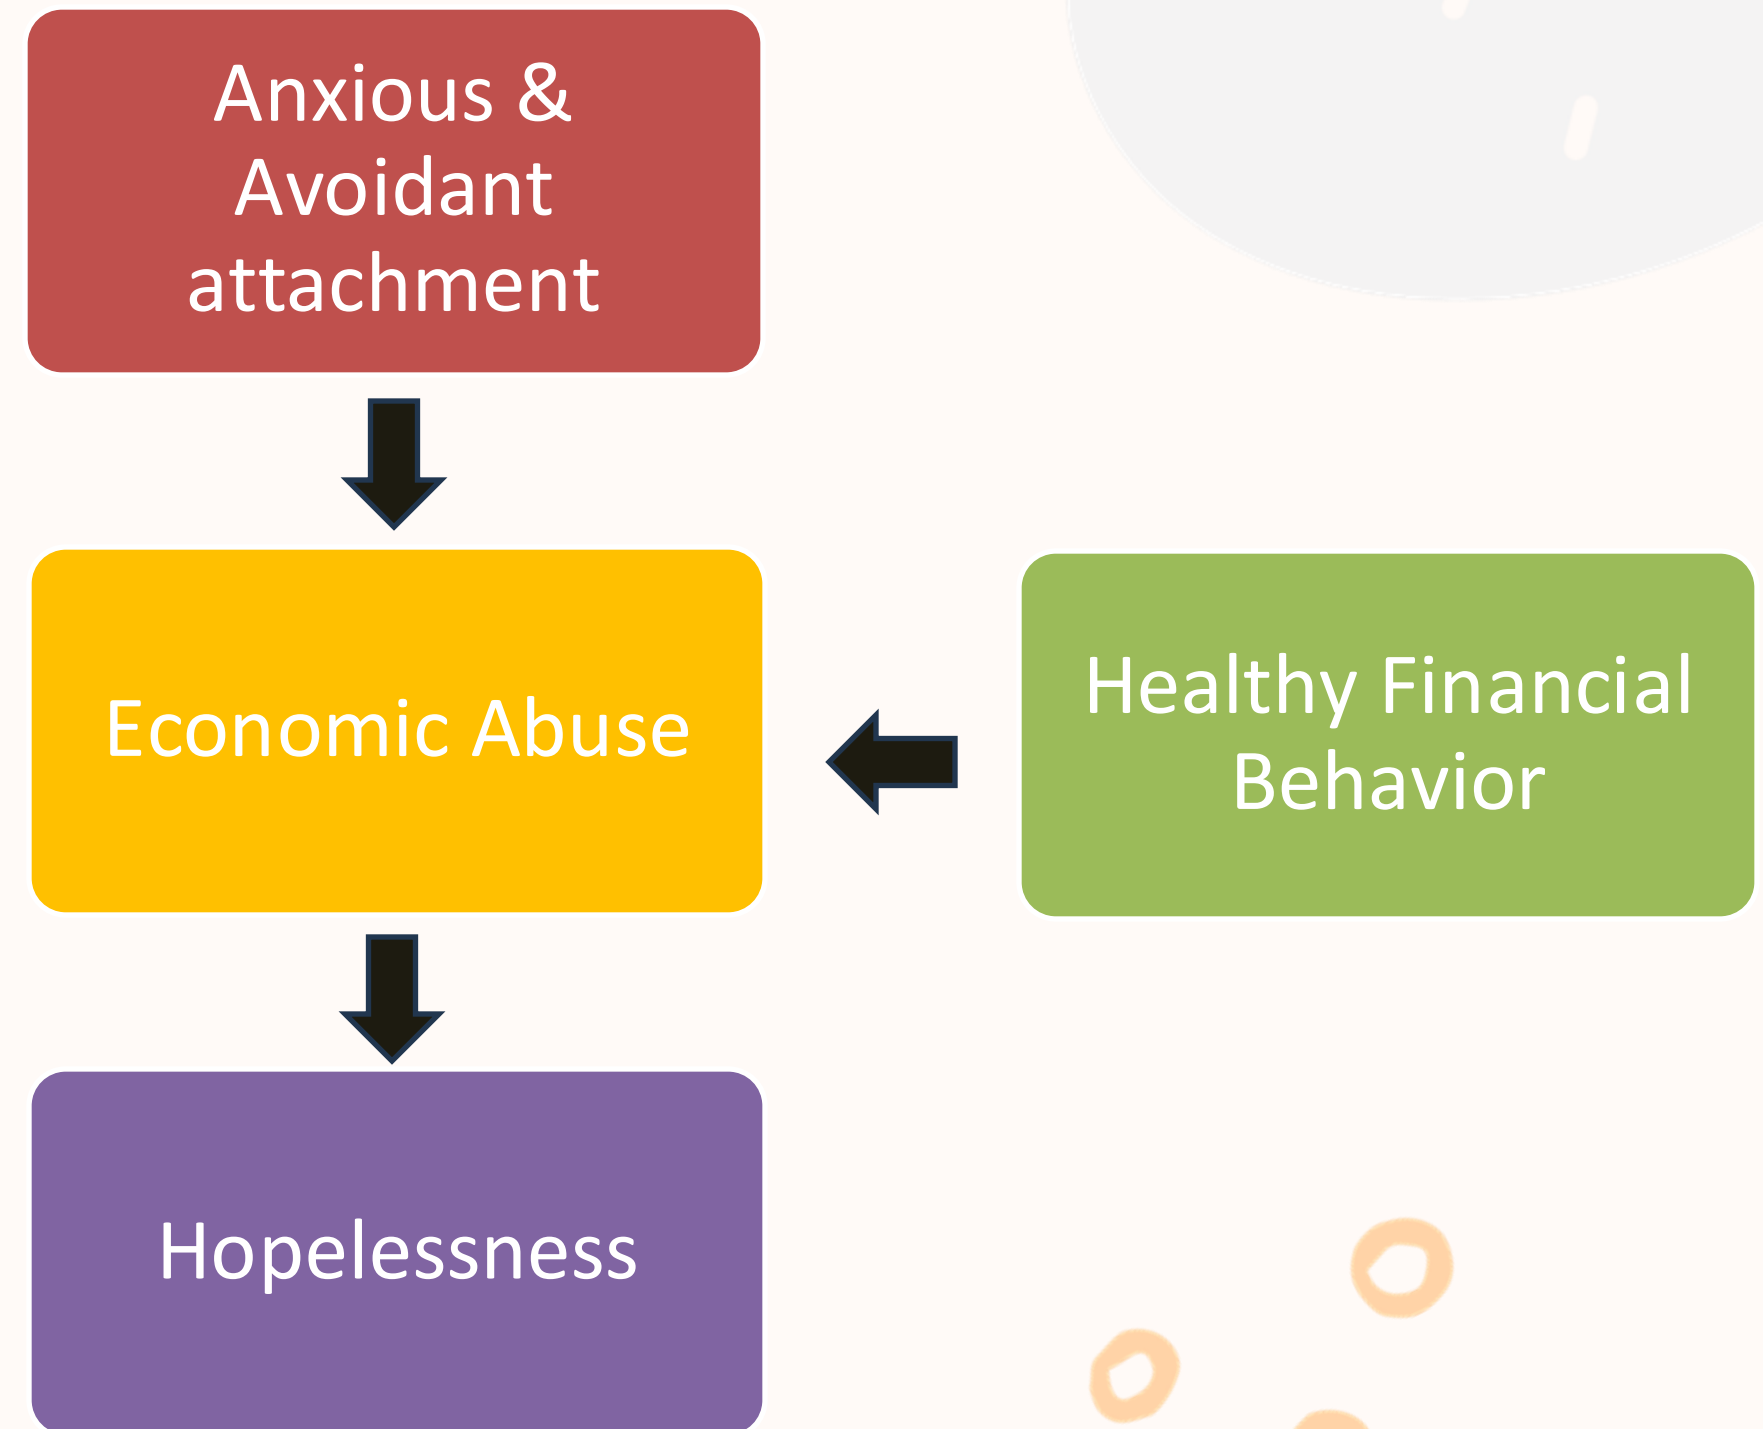 Anxious &
Avoidant
attachment
Economic Abuse
Healthy Financial
Behavior
Hopelessness